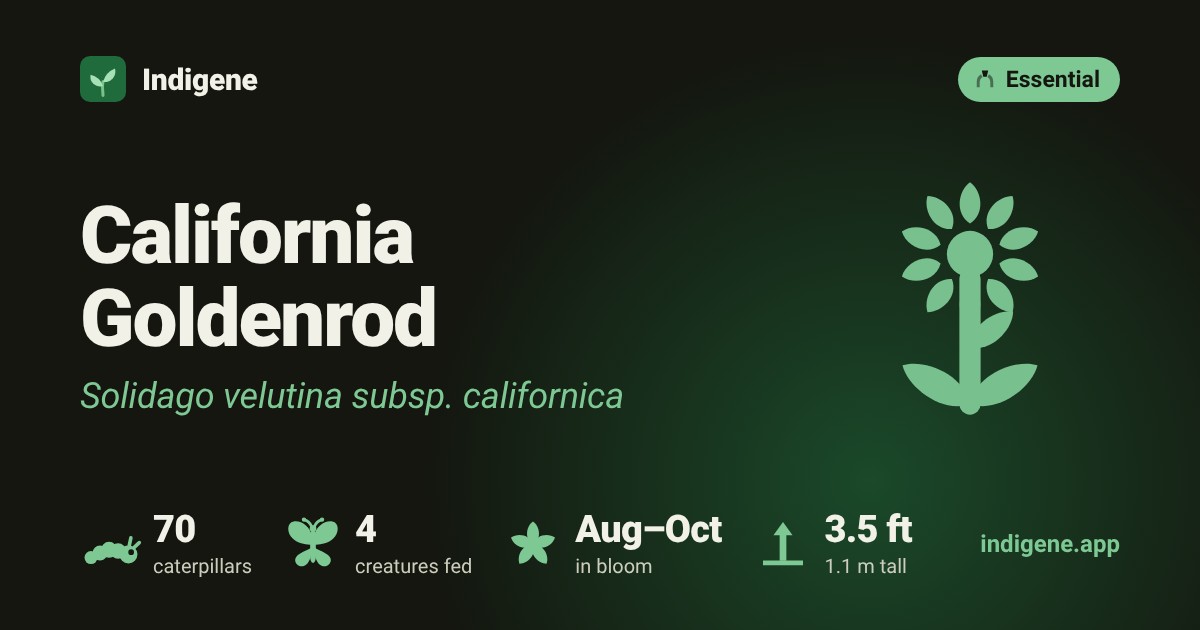 Indigene
Essential
California
Goldenrod
Solidago velutina subsp. californica
70
caterpillars
4
creatures fed
Aug–Oct
in bloom
3.5 ft
1.1 m tall
indigene.app